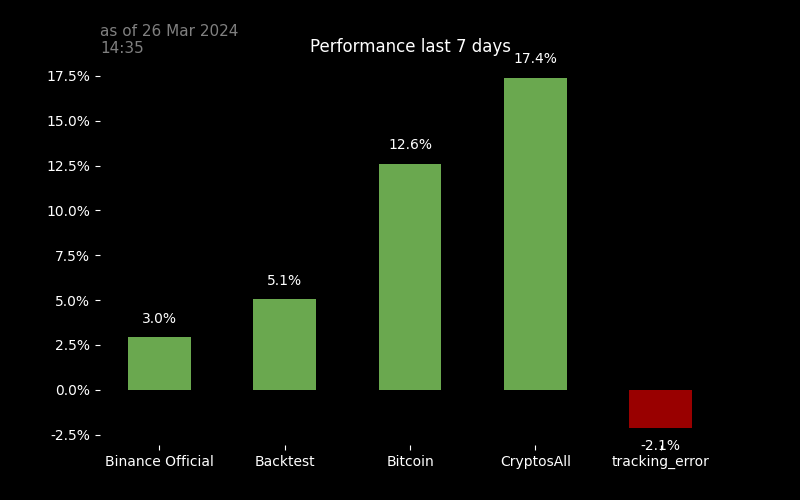 as of 26 Mar 2024
14:35
Performance last 7 days
17.4%
17.5%
15.0%
12.6%
12.5%
10.0%
7.5%
5.1%
5.0%
3.0%
2.5%
0.0%
-2.5%
-2.1%
Binance Official
Backtest
Bitcoin
CryptosAll
tracking_error